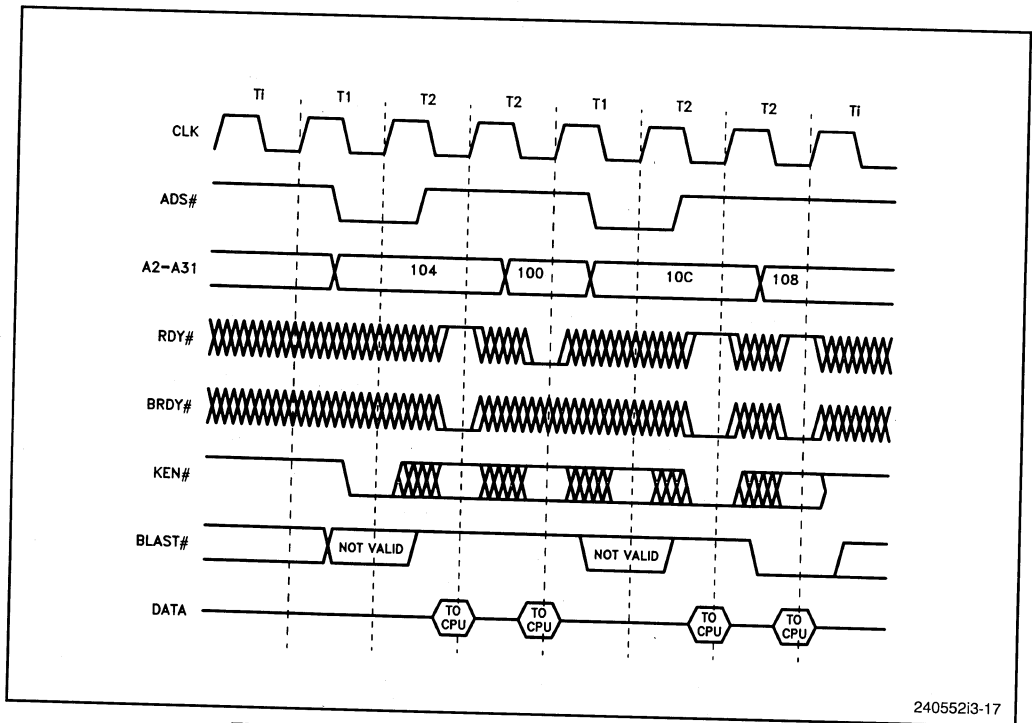 Ti T1 T2 T2 T1 T2 T2 Ti
CLK
ADS#
A2-A31 104 100 10C 108
RDY#
BRDY#
KEN#
BLAST# NOT VALID NOT VALID
DATA TO CPU TO CPU TO CPU TO CPU
240552i3-17